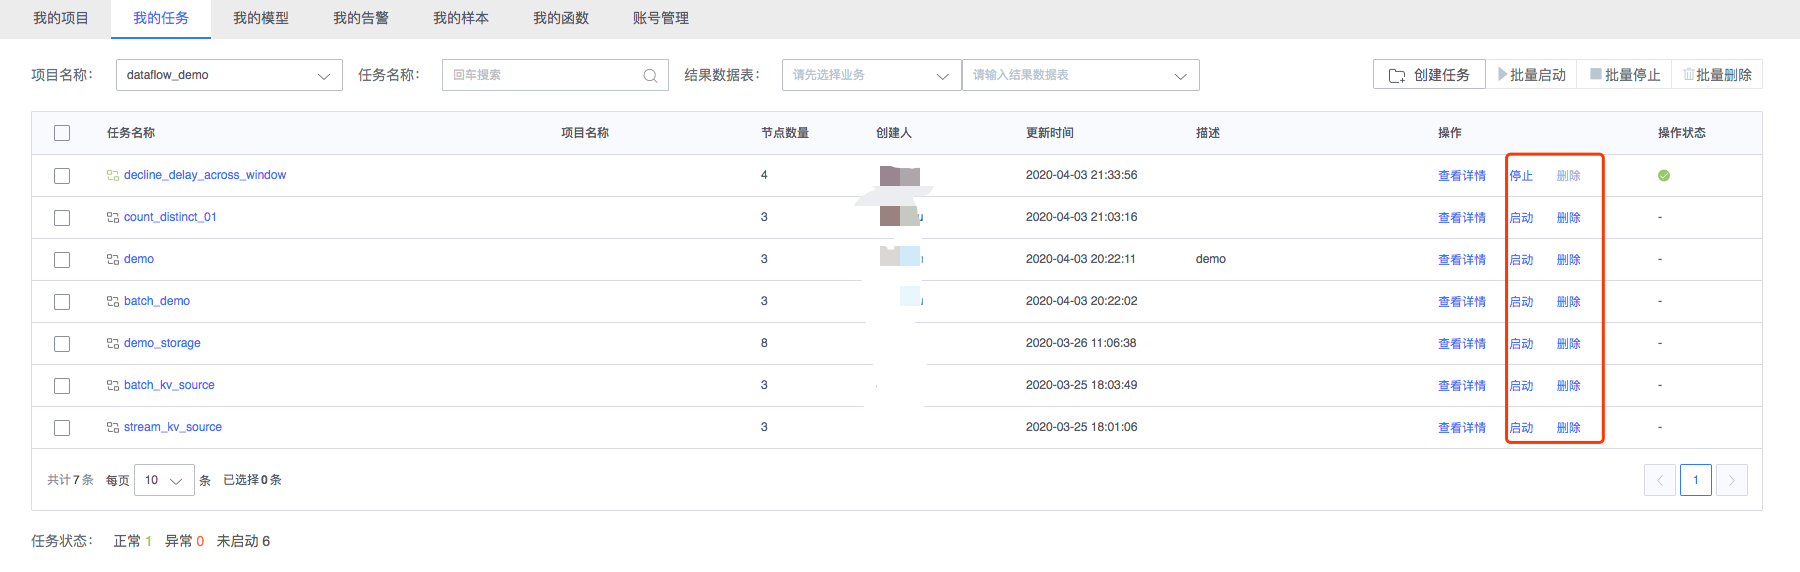 我的项目 我的任务 我的模型 我的告警 我的样本 我的函数 账号管理
项目名称： dataflow_demo 任务名称： 回车搜索 结果数据表： 请先选择业务 请输入结果数据表 创建任务 批量启动 批量停止 批量删除
任务名称 项目名称 节点数量 创建人 更新时间 描述 操作 操作状态
decline_delay_across_window 4 2020-04-03 21:33:56 查看详情 停止 删除
count_distinct_01 3 2020-04-03 21:03:16 查看详情 启动 删除 -
demo 3 2020-04-03 20:22:11 demo 查看详情 启动 删除 -
batch_demo 3 2020-04-03 20:22:02 查看详情 启动 删除 -
demo_storage 8 2020-03-26 11:06:38 查看详情 启动 删除 -
batch_kv_source 3 2020-03-25 18:03:49 查看详情 启动 删除 -
stream_kv_source 3 2020-03-25 18:01:06 查看详情 启动 删除 -
共计7条 每页 10 条 已选择0条 1
任务状态： 正常 1 异常 0 未启动 6